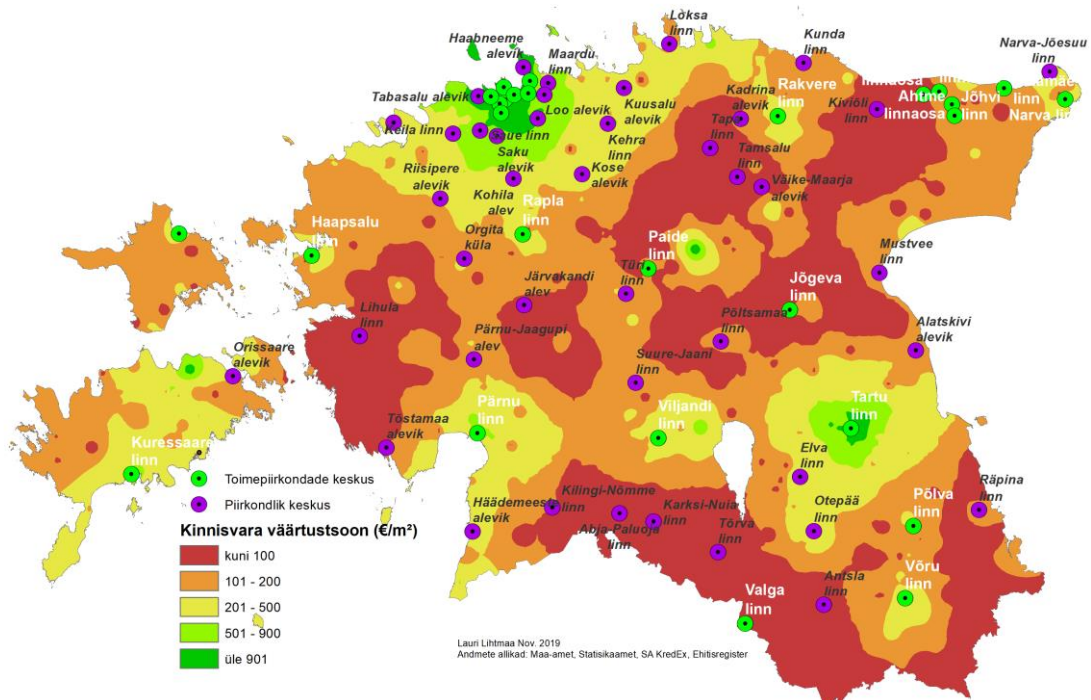 Loksa
linn
Haabneeme
alevik
Maardu
linn
Kunda
linn
Narva-Jõesuu
linn
Tabasalu alevik
Loo alevik
Kuusalu
alevik
Kadrina
alevik
Rakvere
linn
Kiviõli
linn
linnaosa
Ahtme
linnaosa
Jõhvi
linn
linn
Narva linn
Keila linn
linn
Saku
alevik
Kehra
linn
Tapa
linn
Tamsalu
linn
Riisipere
alevik
Kose
alevik
Väike-Maarja
alevik
Kohila
alev
Rapla
linn
Haapsalu
linn
Orgita
küla
Paide
linn
Mustvee
linn
Türi
linn
Järvakandi
alev
Jõgeva
linn
Lihula
linn
Põltsamaa
linn
Pärnu-Jaagupi
alev
Alatskivi
alevik
Orissaare
alevik
Suure-Jaani
linn
Pärnu
linn
Viljandi
linn
Tartu
linn
Tõstamaa
alevik
Kuressaare
linn
Elva
linn
Räpina
linn
Toimepiirkondade keskus
Piirkondlik keskus
Häädemeeste
alevik
Kilingi-Nõmme
linn
Karksi-Nuia
linn
Abja-Paluoja
linn
Tõrva
linn
Otepää
linn
Põlva
linn
Kinnisvara väärtustsoon (€/m²)
kuni 100
101 - 200
201 - 500
501 - 900
üle 901
Valga
linn
Antsla
linn
Võru
linn
Lauri Lihtmaa Nov. 2019
Andmete allikad: Maa-amet, Statisikaamet, SA KredEx, Ehitisregister